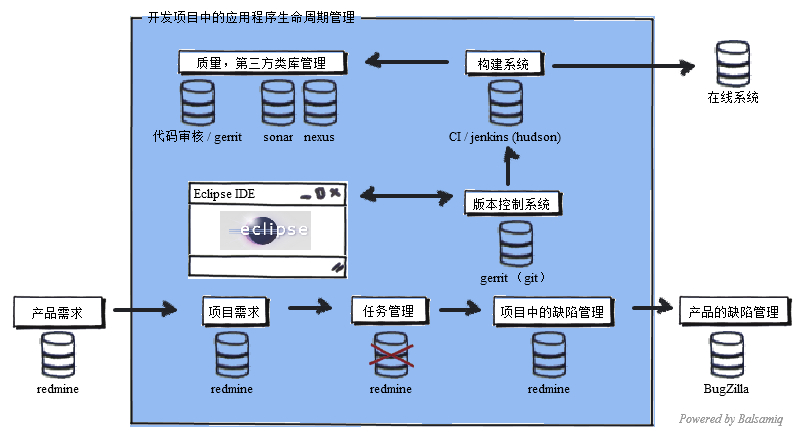 开发项目中的应用程序生命周期管理
质量，第三方类库管理
构建系统
在线系统
代码审核 / gerrit
sonar
nexus
CI / jenkins (hudson)
Eclipse IDE
eclipse
版本控制系统
gerrit （git）
产品需求
项目需求
任务管理
项目中的缺陷管理
产品的缺陷管理
redmine
redmine
redmine
redmine
BugZilla
Powered by Balsamiq